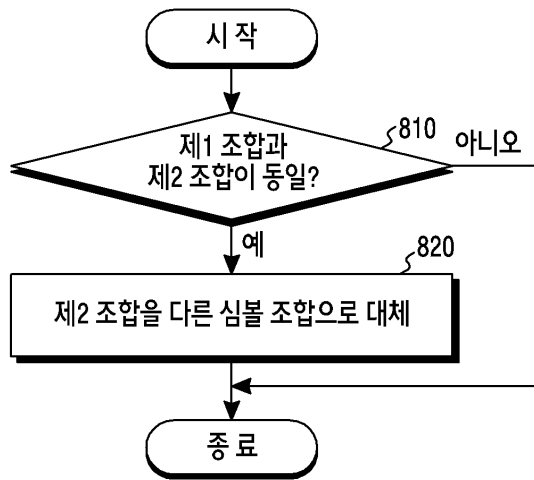 시 작
810
제1 조합과
제2 조합이 동일?
아니오
예
820
제2 조합을 다른 심볼 조합으로 대체
종 료